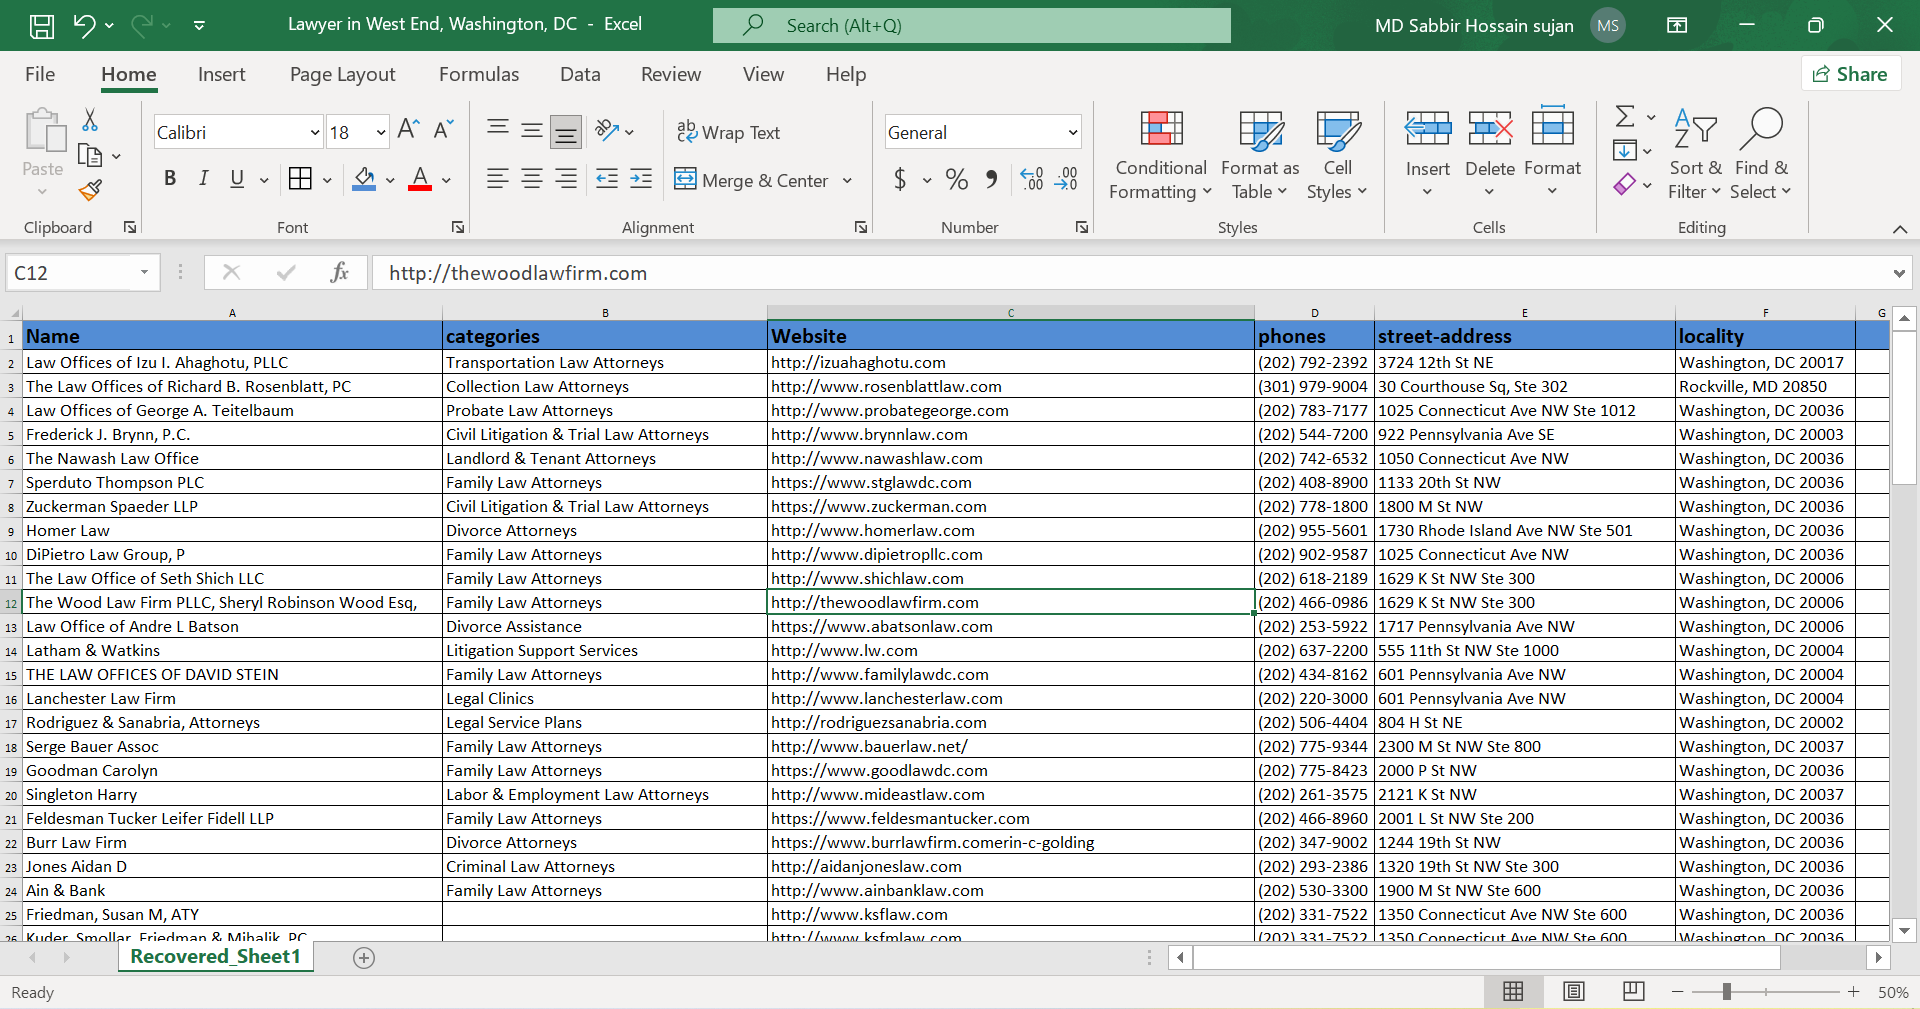 Lawyer in West End, Washington, DC - Excel
Search (Alt+Q)
MD Sabbir Hossain sujan
MS
File Home Insert Page Layout Formulas Data Review View Help
Share
Paste
Clipboard
Calibri 18
B I U
Font
Wrap Text
Merge & Center
Alignment
General
$ % ,
Number
Conditional Formatting
Format as Table
Cell Styles
Styles
Insert Delete Format
Cells
Sort & Filter
Find & Select
Editing
C12 fx http://thewoodlawfirm.com
A B C D E F G
1 Name categories Website phones street-address locality
2 Law Offices of Izu I. Ahaghotu, PLLC Transportation Law Attorneys http://izuahaghotu.com (202) 792-2392 3724 12th St NE Washington, DC 20017
3 The Law Offices of Richard B. Rosenblatt, PC Collection Law Attorneys http://www.rosenblattlaw.com (301) 979-9004 30 Courthouse Sq, Ste 302 Rockville, MD 20850
4 Law Offices of George A. Teitelbaum Probate Law Attorneys http://www.probategeorge.com (202) 783-7177 1025 Connecticut Ave NW Ste 1012 Washington, DC 20036
5 Frederick J. Brynn, P.C. Civil Litigation & Trial Law Attorneys http://www.brynnlaw.com (202) 544-7200 922 Pennsylvania Ave SE Washington, DC 20003
6 The Nawash Law Office Landlord & Tenant Attorneys http://www.nawashlaw.com (202) 742-6532 1050 Connecticut Ave NW Washington, DC 20036
7 Sperduto Thompson PLC Family Law Attorneys https://www.stglawdc.com (202) 408-8900 1133 20th St NW Washington, DC 20036
8 Zuckerman Spaeder LLP Civil Litigation & Trial Law Attorneys https://www.zuckerman.com (202) 778-1800 1800 M St NW Washington, DC 20036
9 Homer Law Divorce Attorneys http://www.homerlaw.com (202) 955-5601 1730 Rhode Island Ave NW Ste 501 Washington, DC 20036
10 DiPietro Law Group, P Family Law Attorneys http://www.dipietropllc.com (202) 902-9587 1025 Connecticut Ave NW Washington, DC 20036
11 The Law Office of Seth Shich LLC Family Law Attorneys http://www.shichlaw.com (202) 618-2189 1629 K St NW Ste 300 Washington, DC 20006
12 The Wood Law Firm PLLC, Sheryl Robinson Wood Esq, Family Law Attorneys http://thewoodlawfirm.com (202) 466-0986 1629 K St NW Ste 300 Washington, DC 20006
13 Law Office of Andre L Batson Divorce Assistance https://www.abatsonlaw.com (202) 253-5922 1717 Pennsylvania Ave NW Washington, DC 20006
14 Latham & Watkins Litigation Support Services http://www.lw.com (202) 637-2200 555 11th St NW Ste 1000 Washington, DC 20004
15 THE LAW OFFICES OF DAVID STEIN Family Law Attorneys http://www.familylawdc.com (202) 434-8162 601 Pennsylvania Ave NW Washington, DC 20004
16 Lanchester Law Firm Legal Clinics http://www.lanchesterlaw.com (202) 220-3000 601 Pennsylvania Ave NW Washington, DC 20004
17 Rodriguez & Sanabria, Attorneys Legal Service Plans http://rodriguezsanabria.com (202) 506-4404 804 H St NE Washington, DC 20002
18 Serge Bauer Assoc Family Law Attorneys http://www.bauerlaw.net/ (202) 775-9344 2300 M St NW Ste 800 Washington, DC 20037
19 Goodman Carolyn Family Law Attorneys https://www.goodlawdc.com (202) 775-8423 2000 P St NW Washington, DC 20036
20 Singleton Harry Labor & Employment Law Attorneys http://www.mideastlaw.com (202) 261-3575 2121 K St NW Washington, DC 20037
21 Feldesman Tucker Leifer Fidell LLP Family Law Attorneys https://www.feldesmantucker.com (202) 466-8960 2001 L St NW Ste 200 Washington, DC 20036
22 Burr Law Firm Divorce Attorneys https://www.burrlawfirm.comerin-c-golding (202) 347-9002 1244 19th St NW Washington, DC 20036
23 Jones Aidan D Criminal Law Attorneys http://aidanjoneslaw.com (202) 293-2386 1320 19th St NW Ste 300 Washington, DC 20036
24 Ain & Bank Family Law Attorneys http://www.ainbanklaw.com (202) 530-3300 1900 M St NW Ste 600 Washington, DC 20036
25 Friedman, Susan M, ATY http://www.ksflaw.com (202) 331-7522 1350 Connecticut Ave NW Ste 600 Washington, DC 20036
26 Kuder, Smollar, Friedman & Mihalik, PC http://www.ksfmlaw.com (202) 331-7522 1350 Connecticut Ave NW Ste 600 Washington, DC 20036
Recovered_Sheet1
Ready
50%